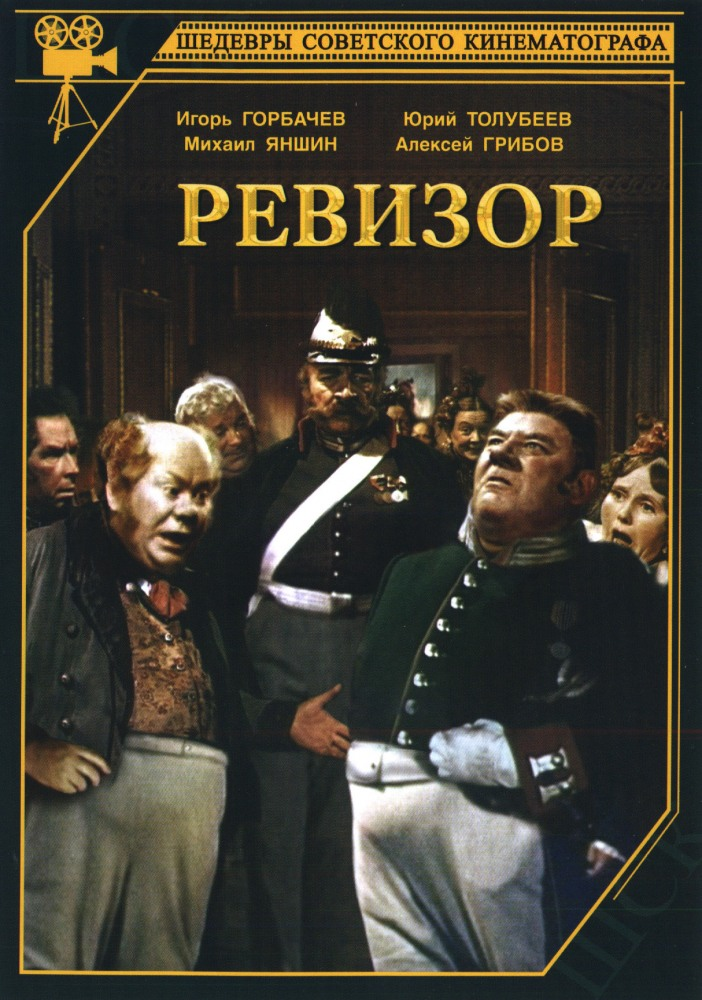 ШЕДЕВРЫ СОВЕТСКОГО КИНЕМАТОГРАФА
Игорь ГОРБАЧЕВ Юрий ТОЛУБЕЕВ
Михаил ЯНШИН Алексей ГРИБОВ
РЕВИЗОР